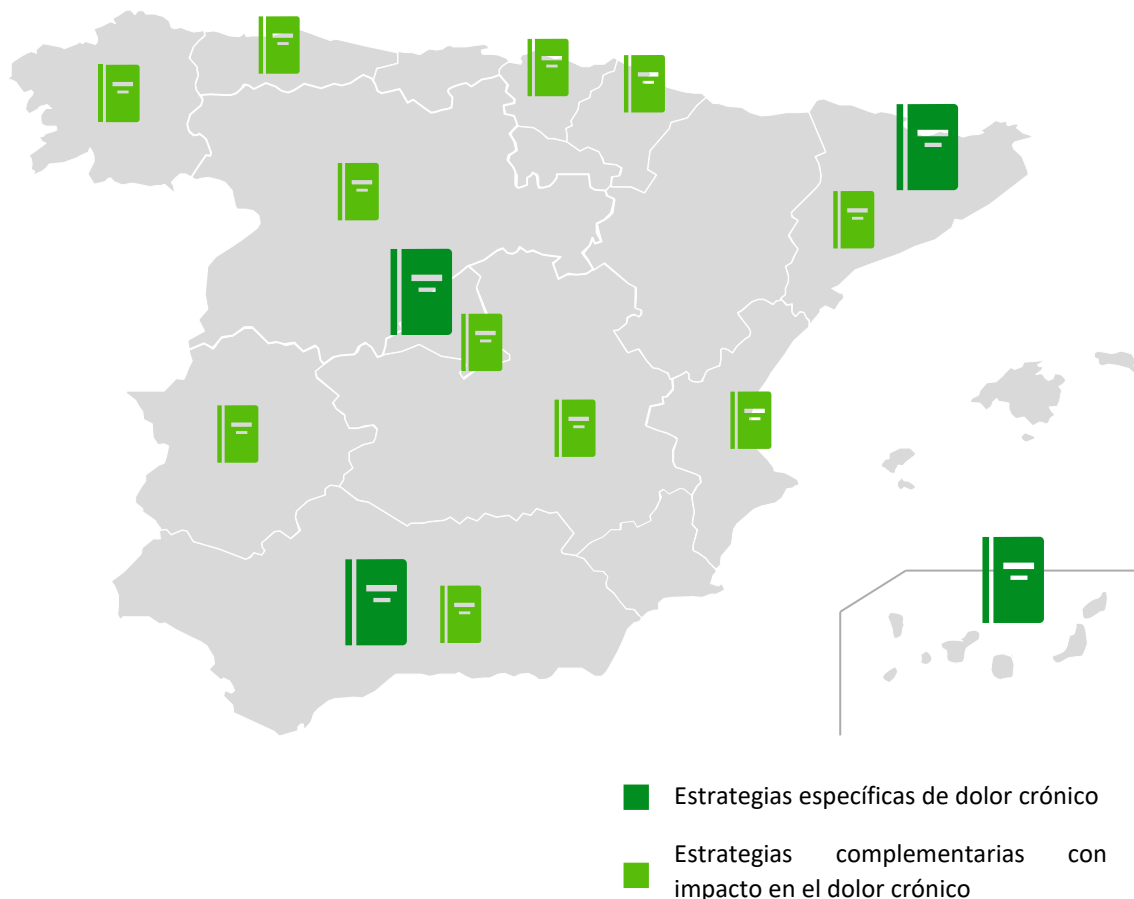 Estrategias específicas de dolor crónico
Estrategias complementarias con
impacto en el dolor crónico